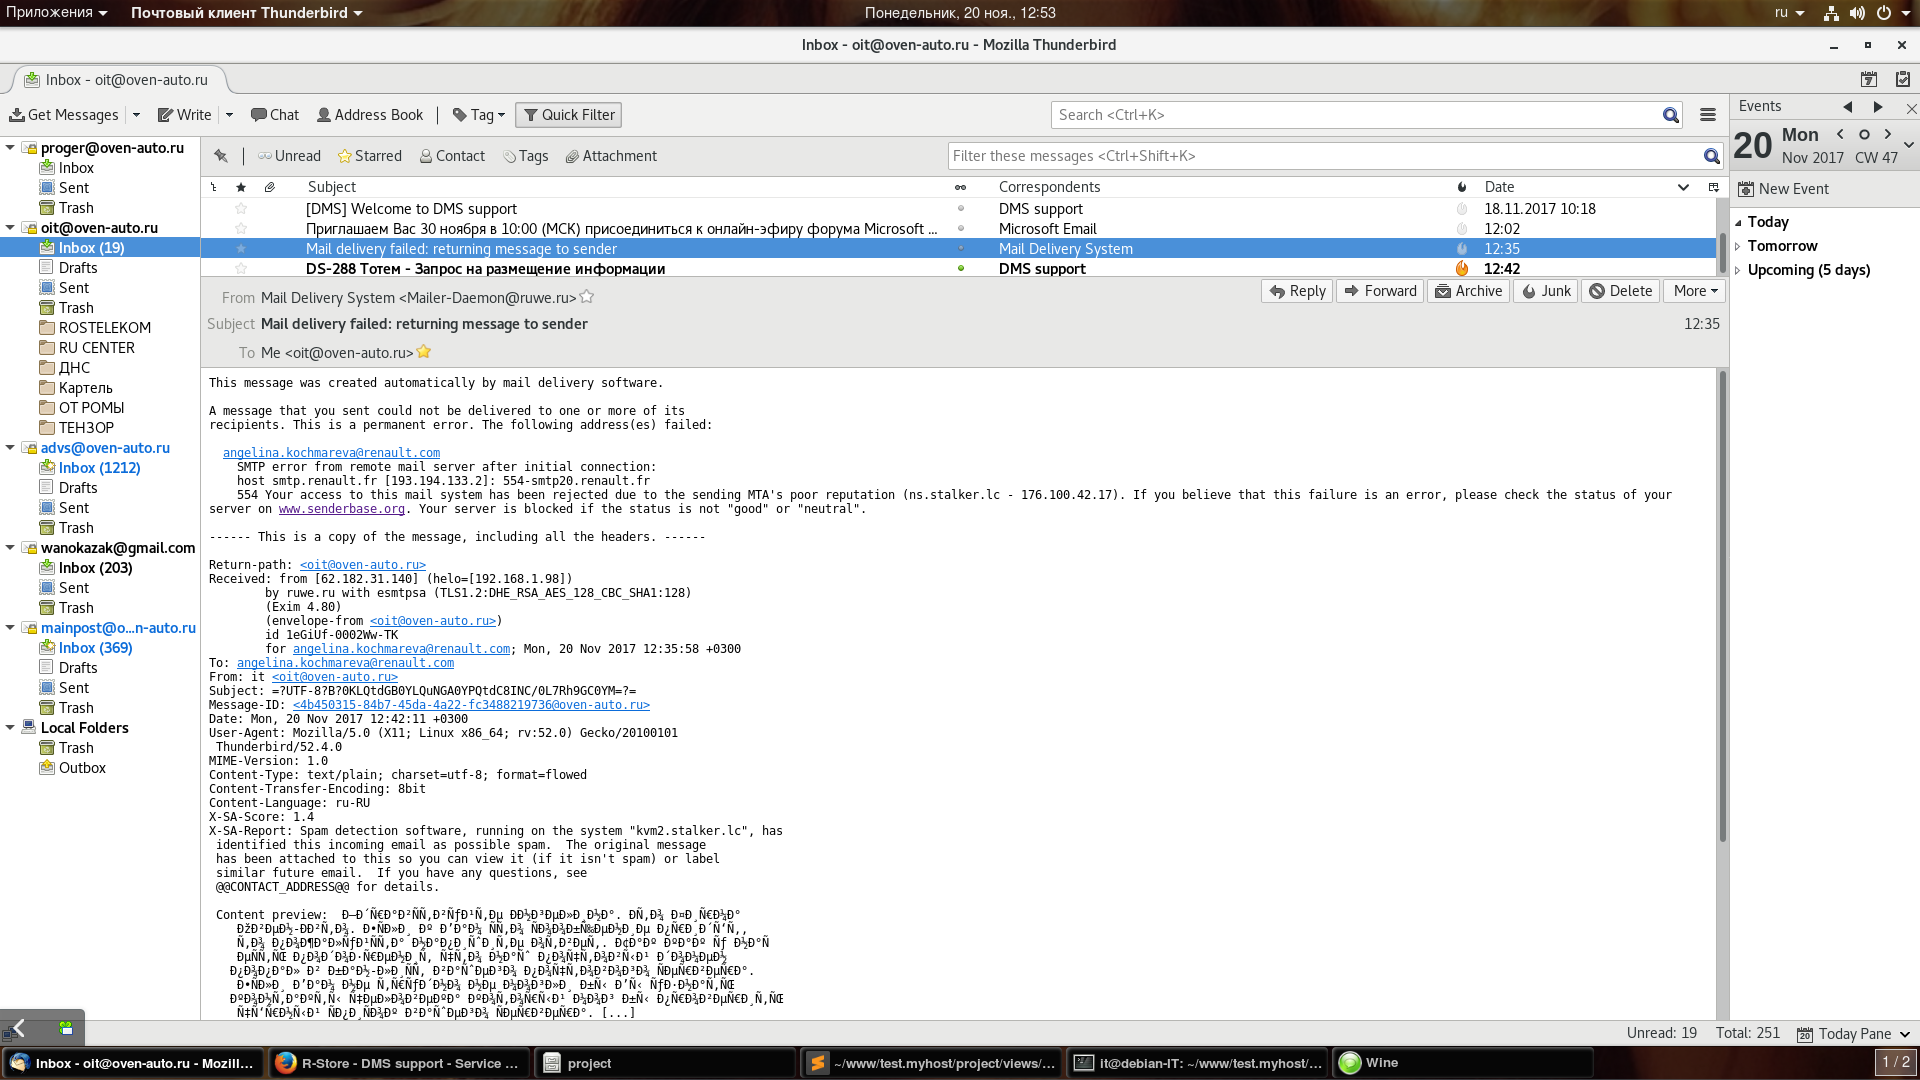 Приложения
Почтовый клиент Thunderbird
Понедельник, 20 ноя., 12:53
ru
Inbox - oit@oven-auto.ru - Mozilla Thunderbird
Inbox - oit@oven-auto.ru
Get Messages
Write
Chat
Address Book
Tag
Quick Filter
Search <Ctrl+K>
Events
20
Mon
Nov 2017 CW 47
New Event
Today
Tomorrow
Upcoming (5 days)
proger@oven-auto.ru
Inbox
Sent
Trash
oit@oven-auto.ru
Inbox (19)
Drafts
Sent
Trash
ROSTELEKOM
RU CENTER
ДНС
Картель
ОТ РОМЫ
ТЕНЗОР
advs@oven-auto.ru
Inbox (1212)
Drafts
Sent
Trash
wanokazak@gmail.com
Inbox (203)
Sent
Trash
mainpost@o...n-auto.ru
Inbox (369)
Drafts
Sent
Trash
Local Folders
Trash
Outbox
Unread
Starred
Contact
Tags
Attachment
Filter these messages <Ctrl+Shift+K>
Subject Correspondents Date
[DMS] Welcome to DMS support DMS support 18.11.2017 10:18
Приглашаем Вас 30 ноября в 10:00 (МСК) присоединиться к онлайн-эфиру форума Microsoft ... Microsoft Email 12:02
Mail delivery failed: returning message to sender Mail Delivery System 12:35
DS-288 Тотем - Запрос на размещение информации DMS support 12:42
From Mail Delivery System <Mailer-Daemon@ruwe.ru>
Reply Forward Archive Junk Delete More
Subject Mail delivery failed: returning message to sender 12:35
To Me <oit@oven-auto.ru>
This message was created automatically by mail delivery software.
A message that you sent could not be delivered to one or more of its
recipients. This is a permanent error. The following address(es) failed:
angelina.kochmareva@renault.com
SMTP error from remote mail server after initial connection:
host smtp.renault.fr [193.194.133.2]: 554-smtp20.renault.fr
554 Your access to this mail system has been rejected due to the sending MTA's poor reputation (ns.stalker.lc - 176.100.42.17). If you believe that this failure is an error, please check the status of your
server on www.senderbase.org. Your server is blocked if the status is not "good" or "neutral".
------ This is a copy of the message, including all the headers. ------
Return-path: <oit@oven-auto.ru>
Received: from [62.182.31.140] (helo=[192.168.1.98])
by ruwe.ru with esmtpsa (TLS1.2:DHE_RSA_AES_128_CBC_SHA1:128)
(Exim 4.80)
(envelope-from <oit@oven-auto.ru>)
id 1eGiUf-0002Ww-TK
for angelina.kochmareva@renault.com; Mon, 20 Nov 2017 12:35:58 +0300
To: angelina.kochmareva@renault.com
From: it <oit@oven-auto.ru>
Subject: =?UTF-8?B?0KLQtdGB0YLQuNGA0YPQtdC8INC/0L7Rh9GC0YM=?=
Message-ID: <4b450315-84b7-45da-4a22-fc3488219736@oven-auto.ru>
Date: Mon, 20 Nov 2017 12:42:11 +0300
User-Agent: Mozilla/5.0 (X11; Linux x86_64; rv:52.0) Gecko/20100101
Thunderbird/52.4.0
MIME-Version: 1.0
Content-Type: text/plain; charset=utf-8; format=flowed
Content-Transfer-Encoding: 8bit
Content-Language: ru-RU
X-SA-Score: 1.4
X-SA-Report: Spam detection software, running on the system "kvm2.stalker.lc", has
identified this incoming email as possible spam. The original message
has been attached to this so you can view it (if it isn't spam) or label
similar future email. If you have any questions, see
@@CONTACT_ADDRESS@@ for details.
Content preview:
[...]
Unread: 19 Total: 251 Today Pane
Inbox - oit@oven-auto.ru - Mozill...
R-Store - DMS support - Service ...
project
~/www/test.myhost/project/views/...
it@debian-IT: ~/www/test.myhost/...
Wine
1 / 2